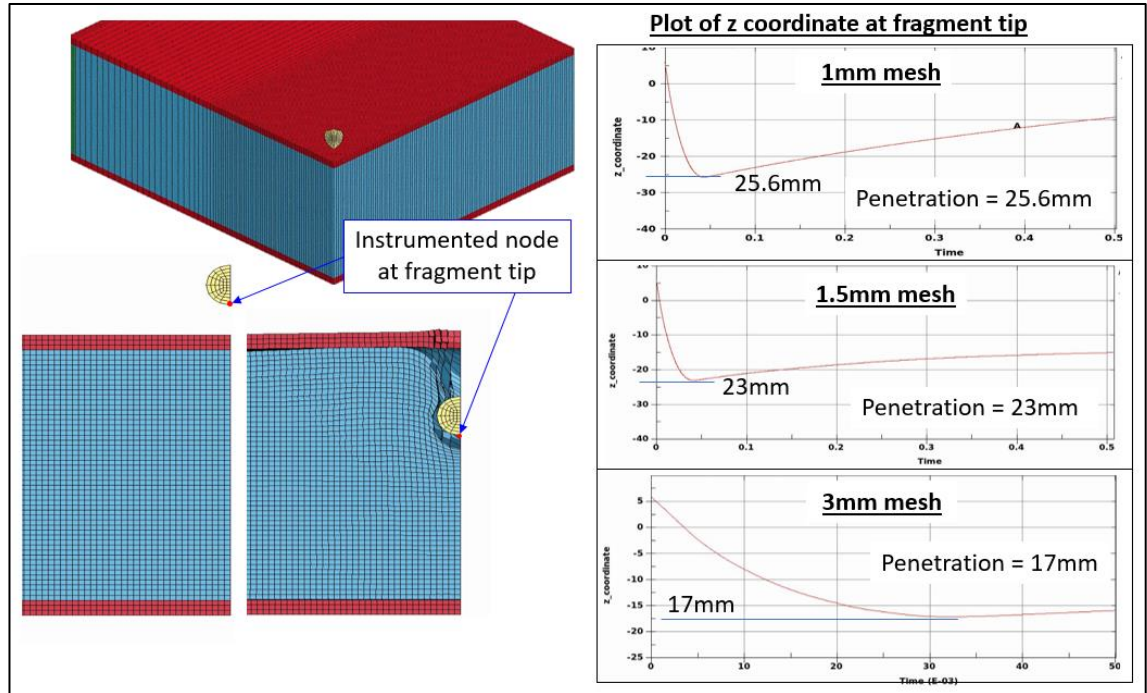 Plot of z coordinate at fragment tip
Instrumented node
at fragment tip
1mm mesh
0
-10
-20
-30
-40
z_coordinate
A
25.6mm
Penetration = 25.6mm
0
0.1
0.2
0.3
0.4
0.5
Time
1.5mm mesh
0
-10
-20
-30
-40
z_coordinate
23mm
Penetration = 23mm
0
0.1
0.2
0.3
0.4
0.5
Time
3mm mesh
5
0
-5
-10
-15
-20
-25
z_coordinate
Penetration = 17mm
17mm
0
10
20
30
40
50
Time (E-03)